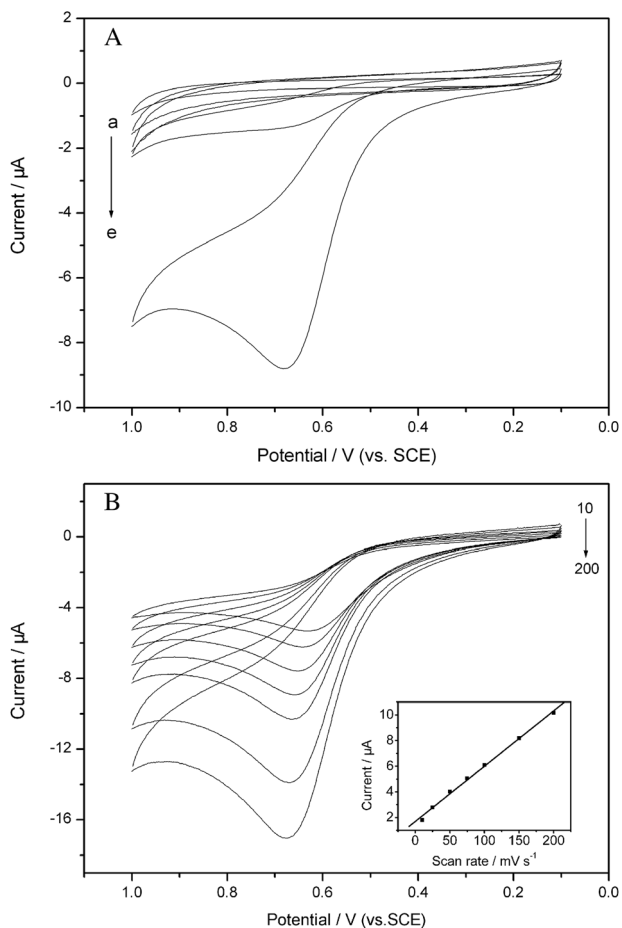 A
2
0
-2
-4
-6
-8
-10
Current / µA
a
e
1.0 0.8 0.6 0.4 0.2 0.0
Potential / V (vs. SCE)
B
0
-4
-8
-12
-16
Current / µA
10
200
10
8
6
4
2
Current / µA
0 50 100 150 200
Scan rate / mV s⁻¹
1.0 0.8 0.6 0.4 0.2 0.0
Potential / V (vs.SCE)